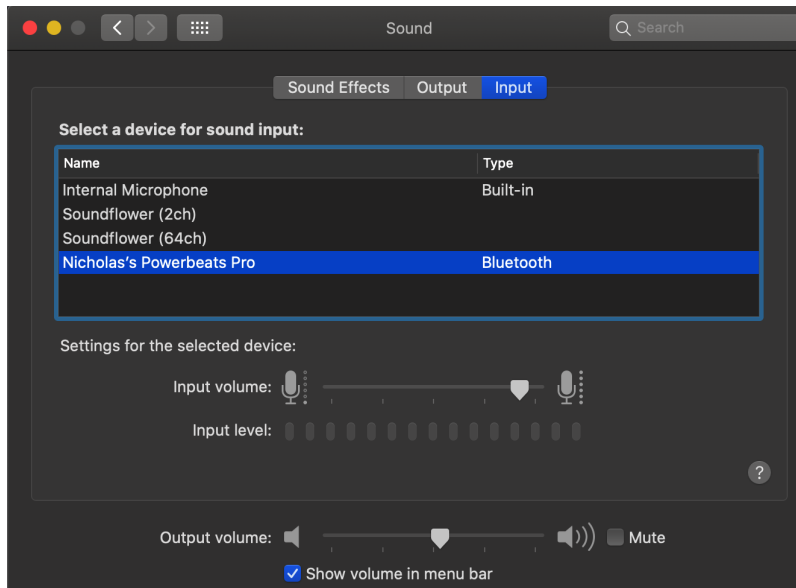 Sound
Search
Sound Effects Output Input
Select a device for sound input:
Name Type
Internal Microphone Built-in
Soundflower (2ch)
Soundflower (64ch)
Nicholas’s Powerbeats Pro Bluetooth
Settings for the selected device:
Input volume:
Input level:
?
Output volume: Mute
Show volume in menu bar